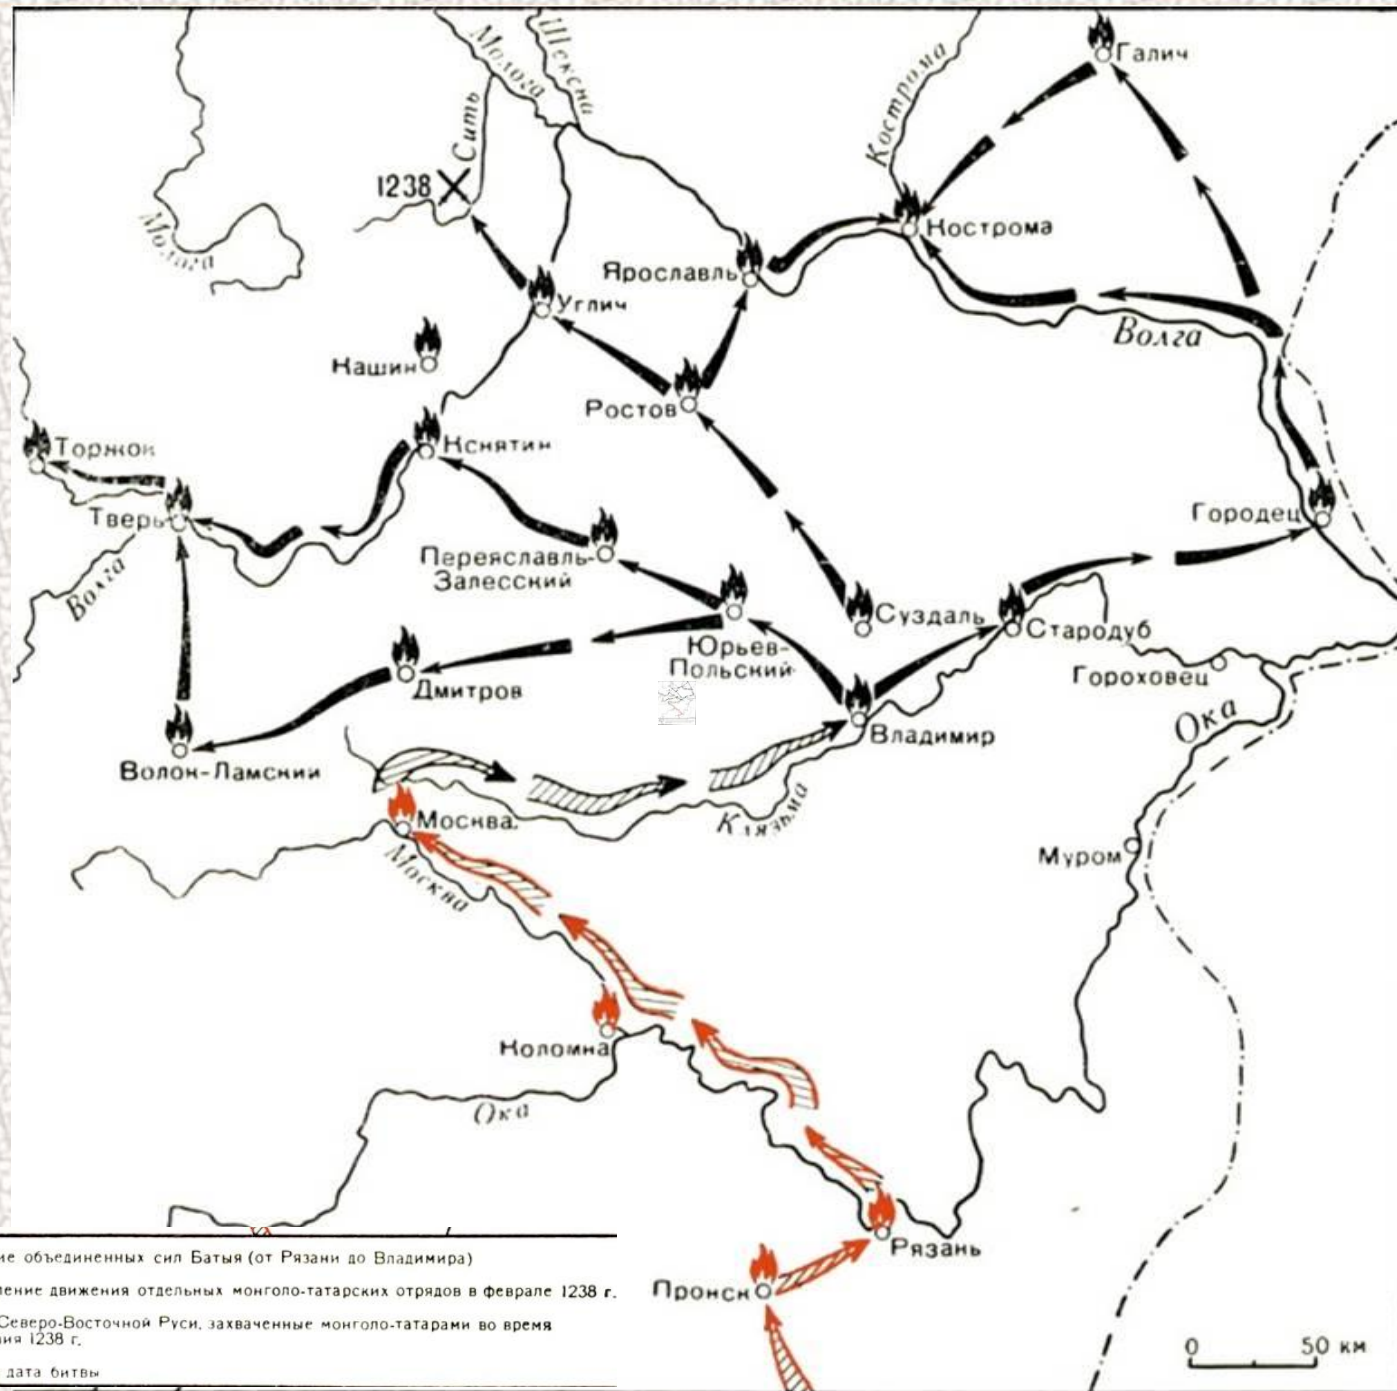 Молога
Шексна
Сить
Кострома
Галич
1238
Молога
Кострома
Ярославль
Углич
Волга
Кашин
Ростов
Торжок
Кснятин
Тверь
Городец
Переяславль-
Залесский
Волга
Суздаль
Стародуб
Юрьев-
Польский
Гороховец
Дмитров
Ока
Владимир
Волок-Ламский
Клязьма
Москва
Москва
Муром
Коломна
Ока
Рязань
Пронск
0 50 км
ие объединенных сил Батыя (от Рязани до Владимира)
ление движения отдельных монголо-татарских отрядов в феврале 1238 г.
Северо-Восточной Руси, захваченные монголо-татарами во время
ия 1238 г.
дата битвы